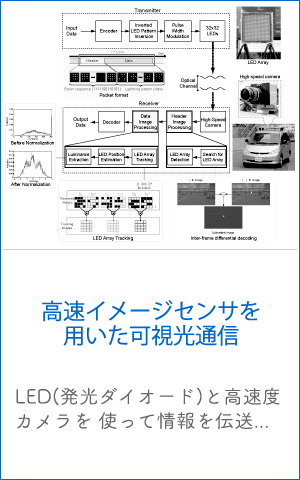 Transmitter
Input Data
Encoder
Inverted LED Pattern Insersion
Pulse Width Modulation
32x32 LEDs
LED Array
Header
Data
Packet format
Optical Channel
High-speed camera
Receiver
Output Data
Decoder
Data Image Processing
Header Image Processing
High-Speed Camera
Luminance Extraction
LED Position Estimation
LED Array Tracking
LED Array Detection
Search for LED Array
Before Normalization
After Normalization
LED Array Tracking
Inter-frame differential decoding
高速イメージセンサを
用いた可視光通信
LED(発光ダイオード)と高速度
カメラを 使って情報を伝送...